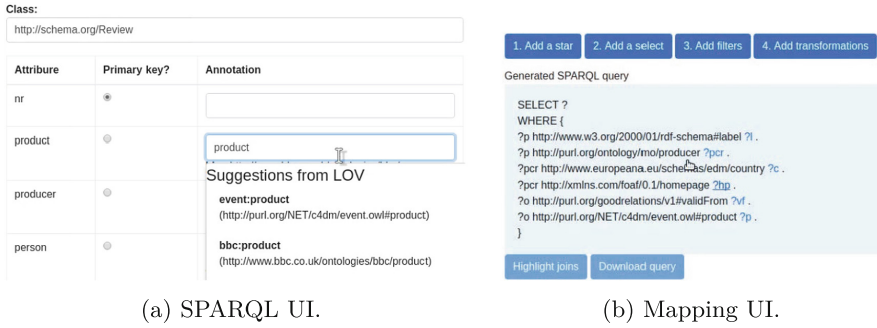 Class:
http://schema.org/Review
Attribure Primary key? Annotation
nr
product product
Suggestions from LOV
event:product
(http://purl.org/NET/c4dm/event.owl#product)
producer
bbc:product
(http://www.bbc.co.uk/ontologies/bbc/product)
person
(a) SPARQL UI.
1. Add a star 2. Add a select 3. Add filters 4. Add transformations
Generated SPARQL query
SELECT ?
WHERE {
?p http://www.w3.org/2000/01/rdf-schema#label ?l .
?p http://purl.org/ontology/mo/producer ?pcr .
?pcr http://www.europeana.eu/schemas/edm/country ?c .
?pcr http://xmlns.com/foaf/0.1/homepage ?hp .
?o http://purl.org/goodrelations/v1#validFrom ?vf .
?o http://purl.org/NET/c4dm/event.owl#product ?p .
}
Highlight joins Download query
(b) Mapping UI.